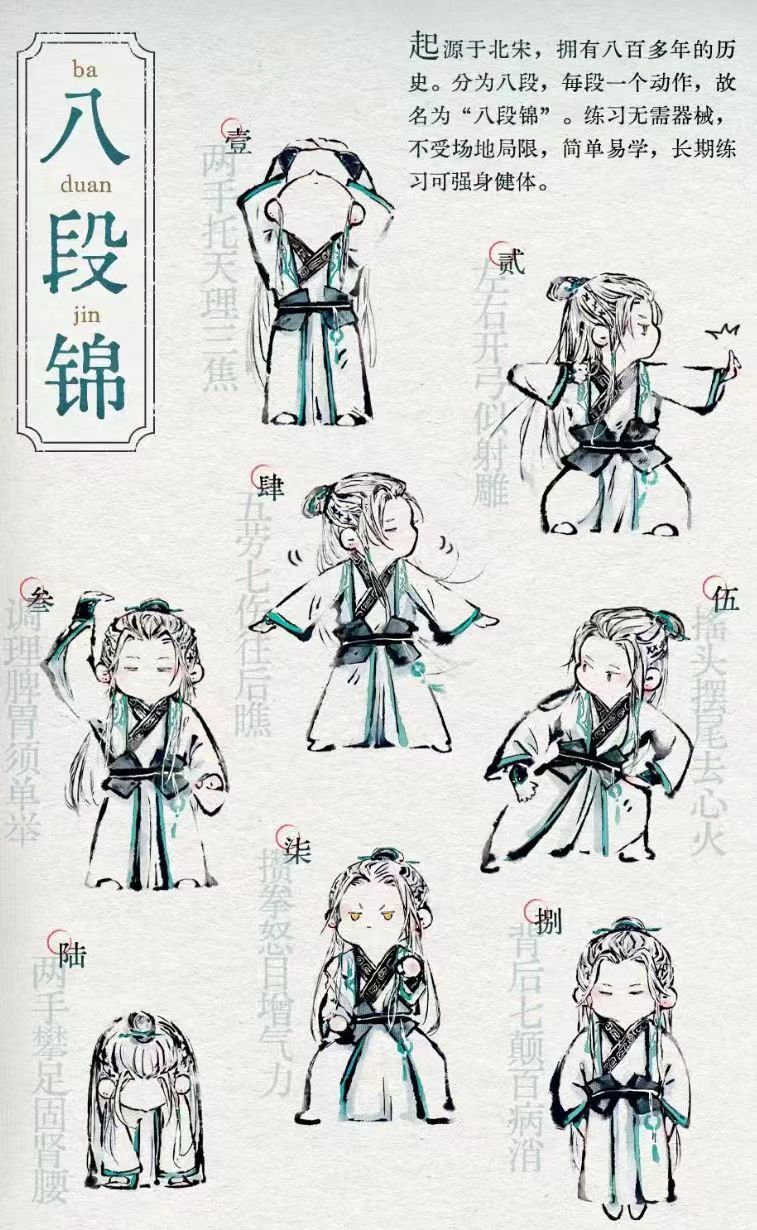 ba
八
duan
段
jin
锦
起源于北宋，拥有八百多年的历
史。分为八段，每段一个动作，故
名为“八段锦”。练习无需器械，
不受场地局限，简单易学，长期练
习可强身健体。
壹
两手托天理三焦
贰
左右开弓似射雕
叁
调理脾胃须单举
肆
五劳七伤往后瞧
伍
摇头摆尾去心火
陆
两手攀足固肾腰
柒
攒拳怒目增气力
捌
背后七颠百病消